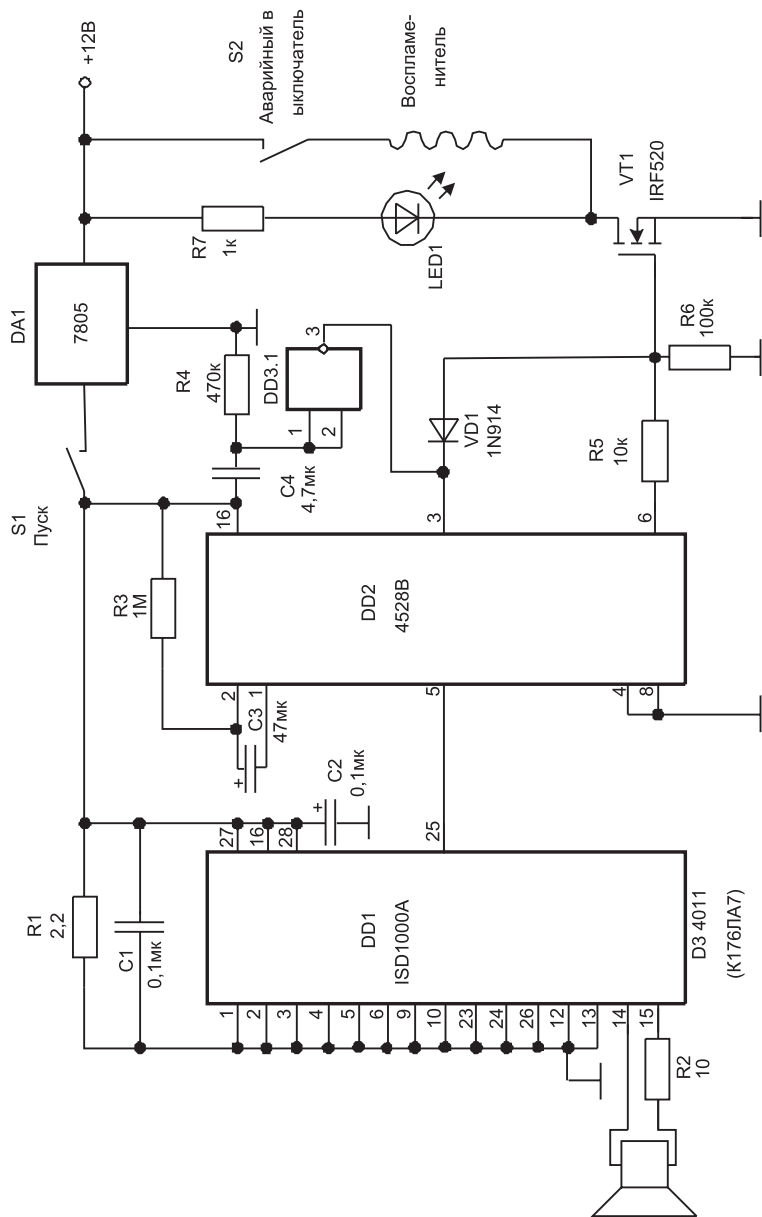 +12В
S2
Аварийный в
ыключатель
Воспламе-
нитель
R7
1к
LED1
VT1
IRF520
DA1
7805
R4
470к
DD3.1
1
2
3
C4
4,7мк
VD1
1N914
R6
100к
R5
10к
S1
Пуск
R3
1М
16
3
6
DD2
4528B
2
1
5
4
8
C3
+
47мк
+
C2
0,1мк
R1
2,2
C1
0,1мк
27
16
28
25
DD1
ISD1000A
D3 4011
(К176ЛА7)
1
2
3
4
5
6
9
10
23
24
26
12
13
14
15
R2
10